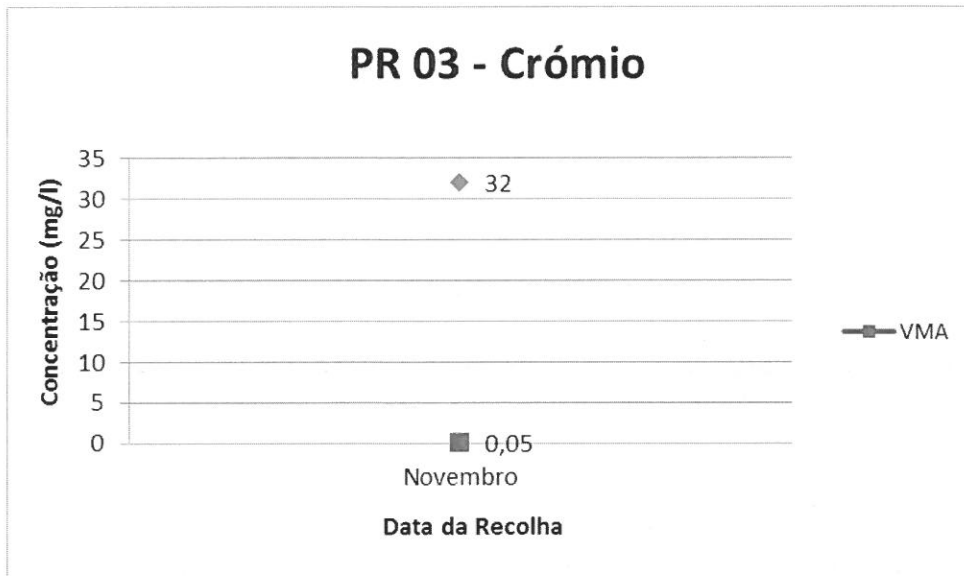 PR 03 - Crómio
Concentração (mg/l)
35
30
25
20
15
10
5
0
32
0,05
Novembro
Data da Recolha
VMA